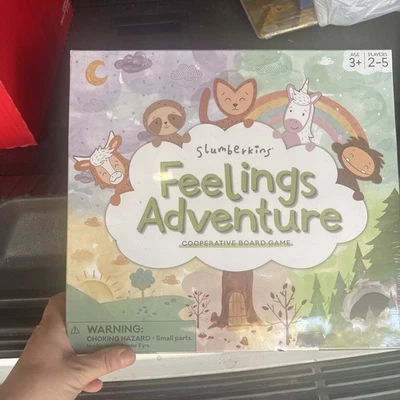 AGE
3+
PLAYERS
2-5
slumberkins
Feelings
Adventure
COOPERATIVE BOARD GAME
WARNING:
CHOKING HAZARD - Small parts.